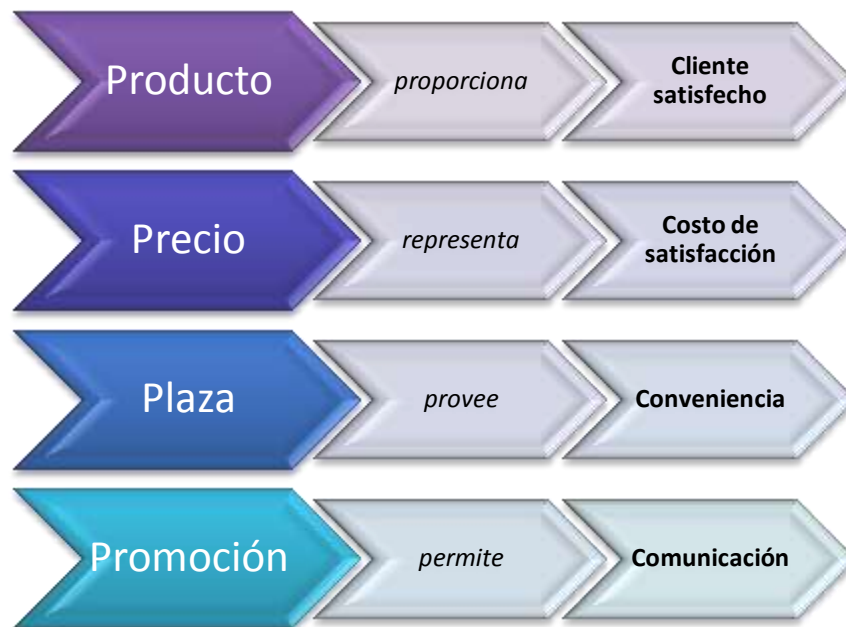 Producto
proporciona
Cliente
satisfecho
Precio
representa
Costo de
satisfacción
Plaza
provee
Conveniencia
Promoción
permite
Comunicación